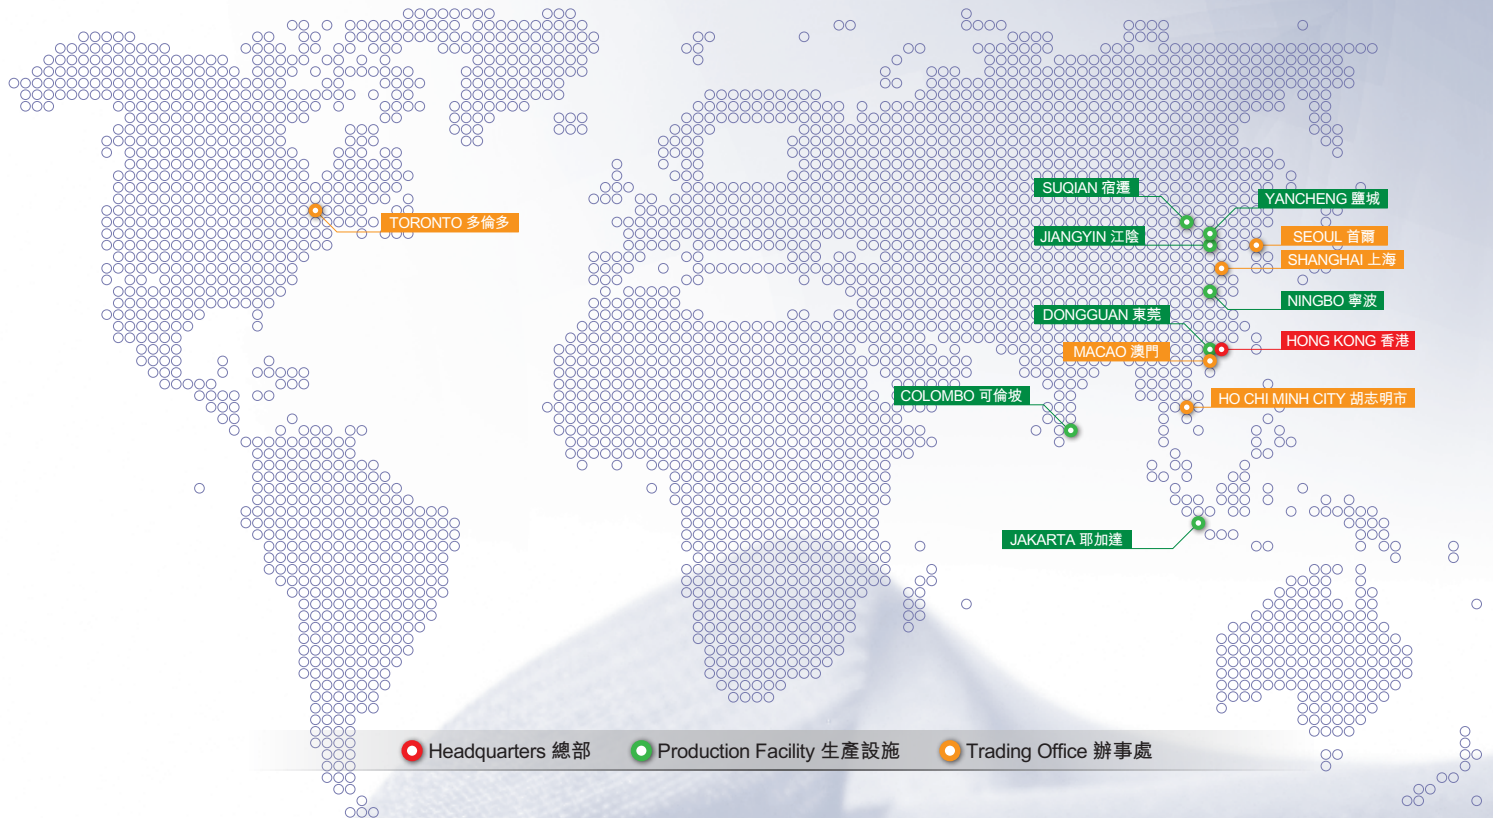 SUQIAN 宿遷
YANCHENG 鹽城
TORONTO 多倫多
JIANGYIN 江陰
SEOUL 首爾
SHANGHAI 上海
NINGBO 寧波
DONGGUAN 東莞
HONG KONG 香港
MACAO 澳門
COLOMBO 可倫坡
HO CHI MINH CITY 胡志明市
JAKARTA 耶加達
Headquarters 總部
Production Facility 生產設施
Trading Office 辦事處